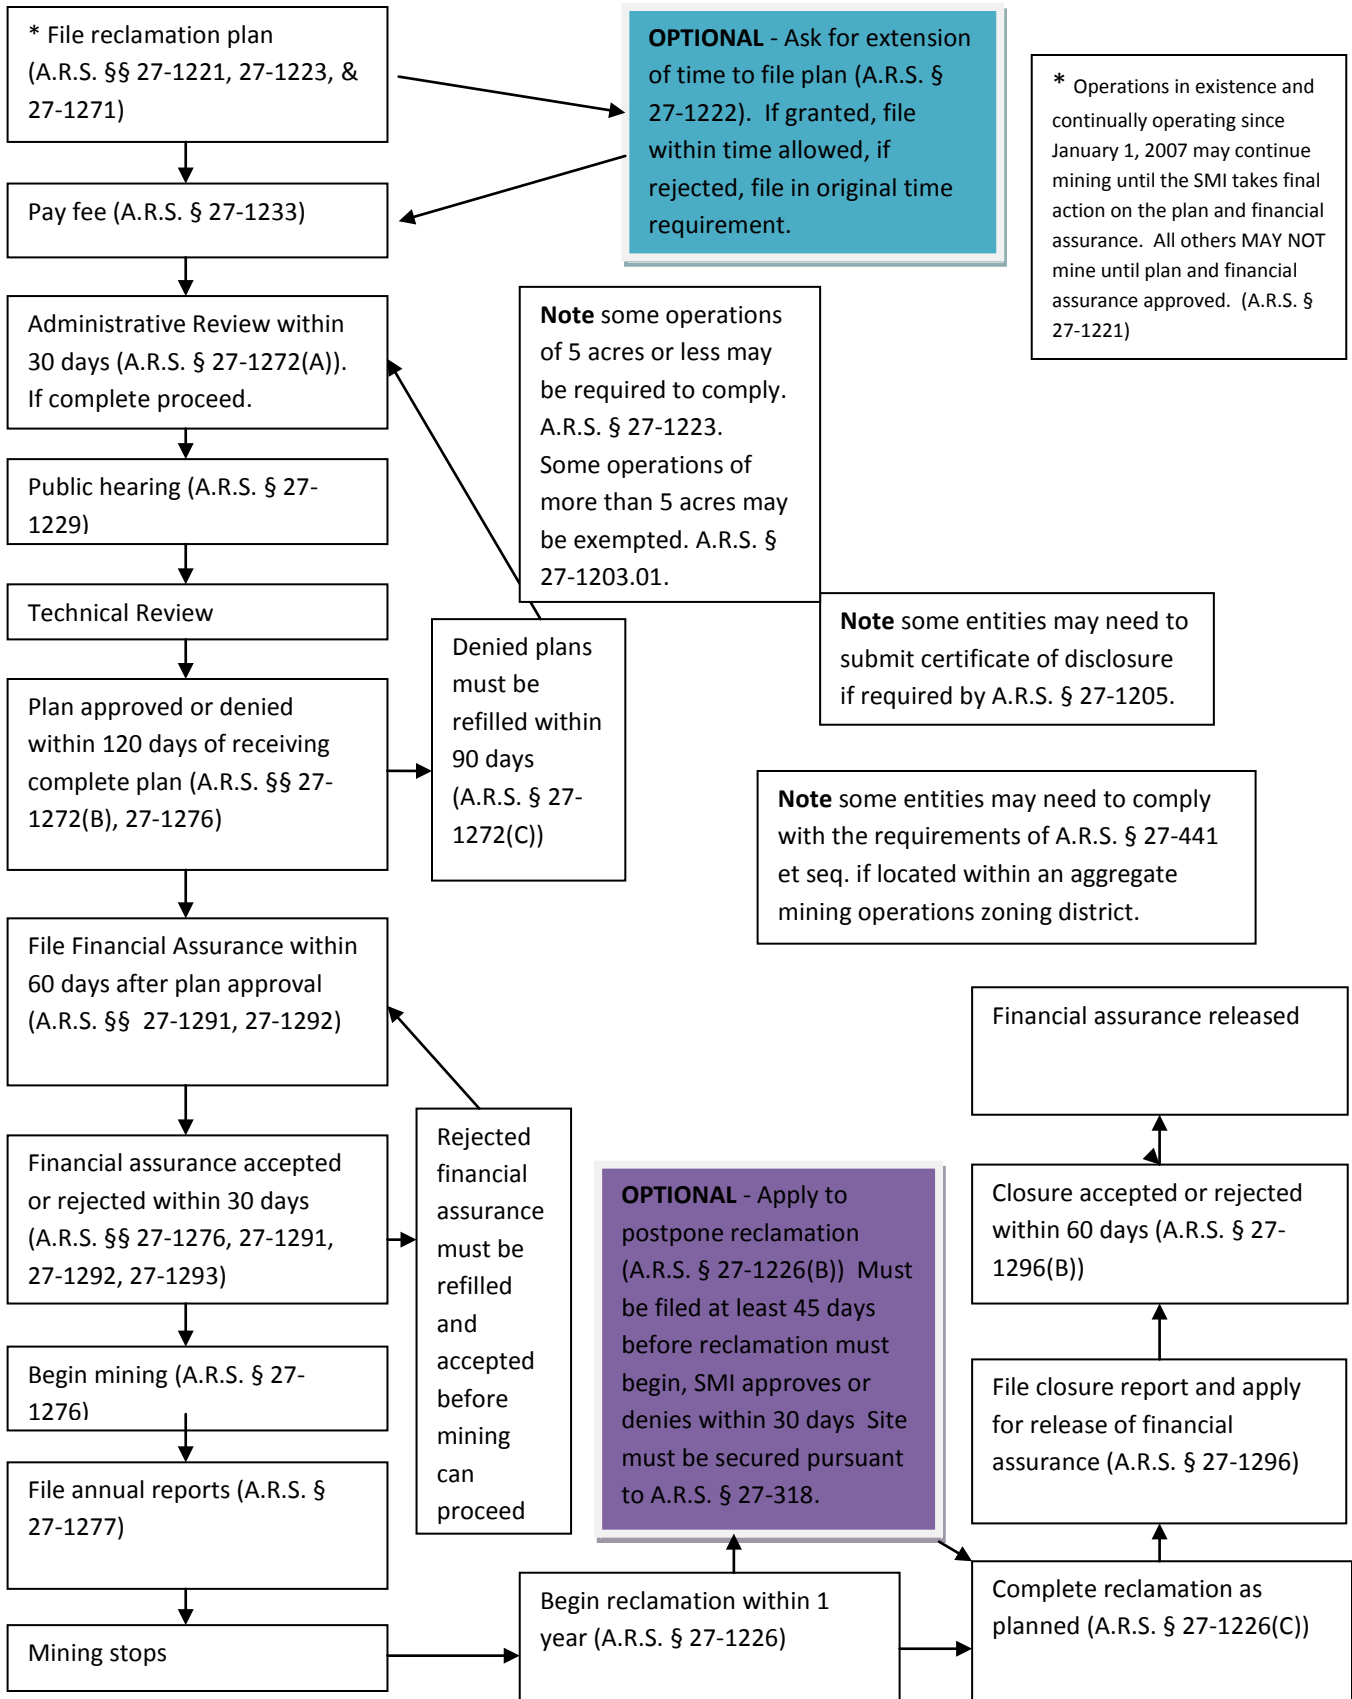 * File reclamation plan
(A.R.S. §§ 27-1221, 27-1223, &
27-1271)
OPTIONAL - Ask for extension
of time to file plan (A.R.S. §
27-1222).  If granted, file
within time allowed, if
rejected, file in original time
requirement.
* Operations in existence and
continually operating since
January 1, 2007 may continue
mining until the SMI takes final
action on the plan and financial
assurance.  All others MAY NOT
mine until plan and financial
assurance approved.  (A.R.S. §
27-1221)
Pay fee (A.R.S. § 27-1233)
Administrative Review within
30 days (A.R.S. § 27-1272(A)).
If complete proceed.
Note some operations
of 5 acres or less may
be required to comply.
A.R.S. § 27-1223.
Some operations of
more than 5 acres may
be exempted. A.R.S. §
27-1203.01.
Public hearing (A.R.S. § 27-
1229)
Technical Review
Note some entities may need to
submit certificate of disclosure
if required by A.R.S. § 27-1205.
Plan approved or denied
within 120 days of receiving
complete plan (A.R.S. §§ 27-
1272(B), 27-1276)
Denied plans
must be
refilled within
90 days
(A.R.S. § 27-
1272(C))
Note some entities may need to comply
with the requirements of A.R.S. § 27-441
et seq. if located within an aggregate
mining operations zoning district.
File Financial Assurance within
60 days after plan approval
(A.R.S. §§  27-1291, 27-1292)
Financial assurance accepted
or rejected within 30 days
(A.R.S. §§ 27-1276, 27-1291,
27-1292, 27-1293)
Rejected
financial
assurance
must be
refilled
and
accepted
before
mining
can
proceed
Begin mining (A.R.S. § 27-
1276)
File annual reports (A.R.S. §
27-1277)
Mining stops
Begin reclamation within 1
year (A.R.S. § 27-1226)
OPTIONAL - Apply to
postpone reclamation
(A.R.S. § 27-1226(B))  Must
be filed at least 45 days
before reclamation must
begin, SMI approves or
denies within 30 days  Site
must be secured pursuant
to A.R.S. § 27-318.
Complete reclamation as
planned (A.R.S. § 27-1226(C))
File closure report and apply
for release of financial
assurance (A.R.S. § 27-1296)
Closure accepted or rejected
within 60 days (A.R.S. § 27-
1296(B))
Financial assurance released